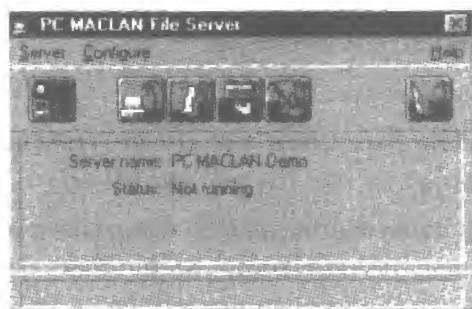 PC MACLAN File Server
Server Configure Help
Server name: PC MACLAN Demo
Status: Not running